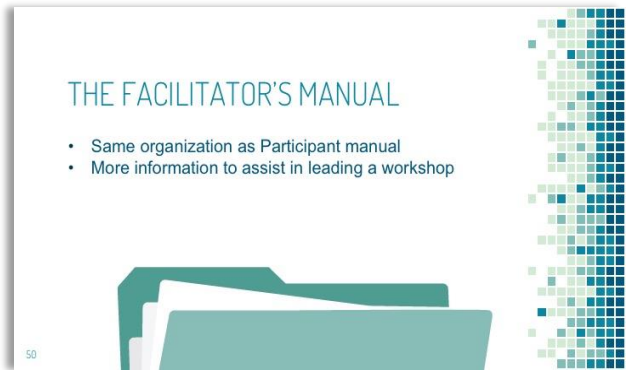 THE FACILITATOR'S MANUAL
• Same organization as Participant manual
• More information to assist in leading a workshop
50